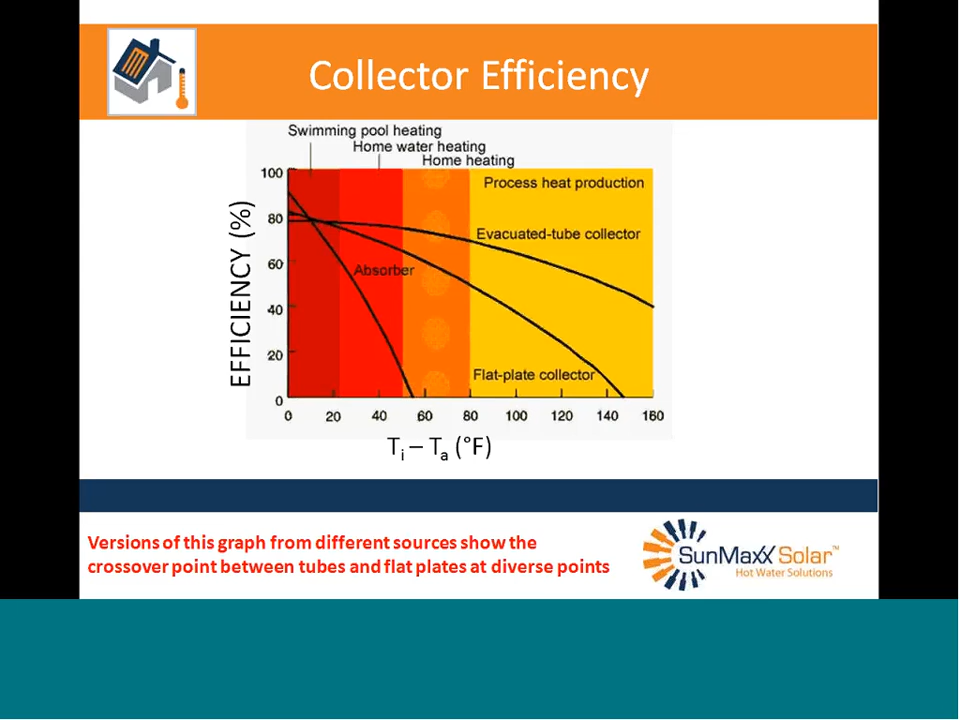 Collector Efficiency
Swimming pool heating
Home water heating
Home heating
Process heat production
Evacuated-tube collector
Absorber
Flat-plate collector
EFFICIENCY (%)
100
80
60
40
20
0
0 20 40 60 80 100 120 140 160
Ti – Ta (°F)
Versions of this graph from different sources show the
crossover point between tubes and flat plates at diverse points
SunMaxx Solar™
Hot Water Solutions